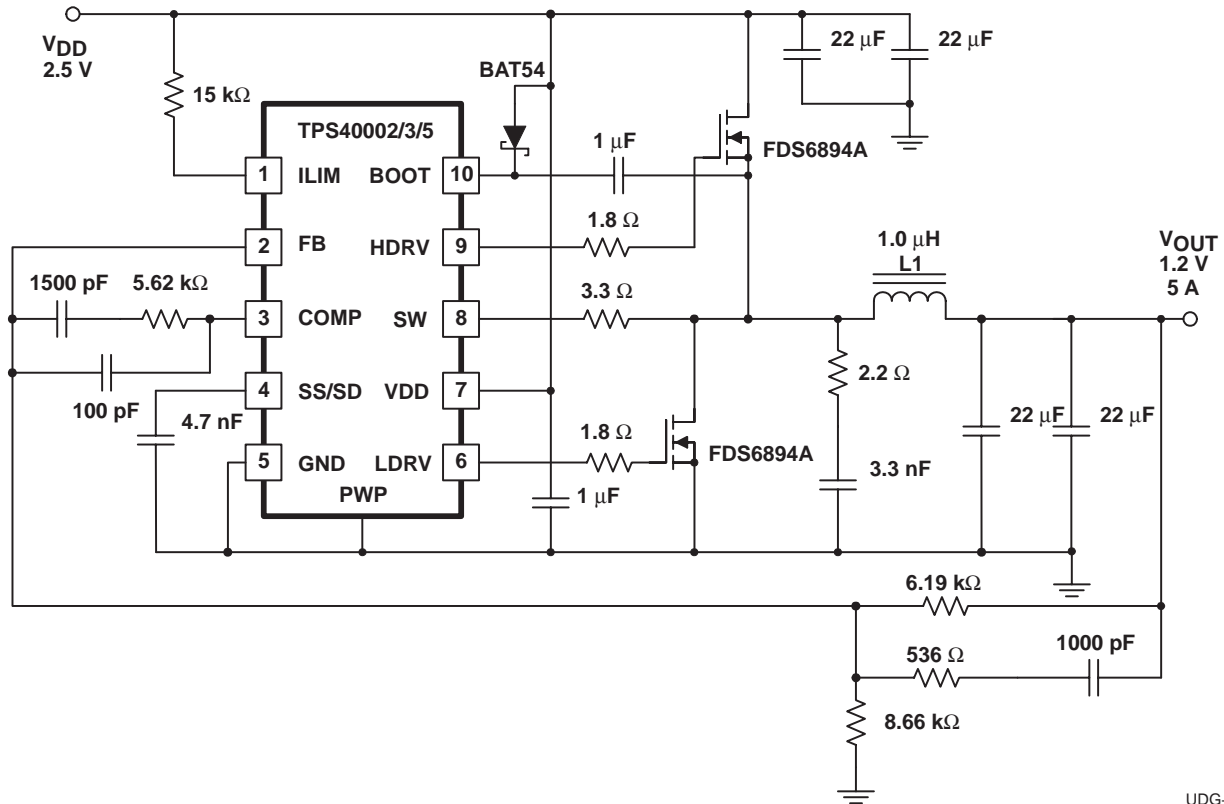 VDD
2.5 V
22 μF
22 μF
BAT54
15 kΩ
TPS40002/3/5
1 μF
FDS6894A
1
ILIM
BOOT
10
1.8 Ω
2
FB
HDRV
9
1.0 μH
L1
VOUT
1.2 V
5 A
1500 pF
5.62 kΩ
3.3 Ω
3
COMP
SW
8
2.2 Ω
4
SS/SD
VDD
7
100 pF
4.7 nF
1.8 Ω
FDS6894A
22 μF
22 μF
5
GND
LDRV
6
3.3 nF
PWP
1 μF
6.19 kΩ
536 Ω
1000 pF
8.66 kΩ
UDG-